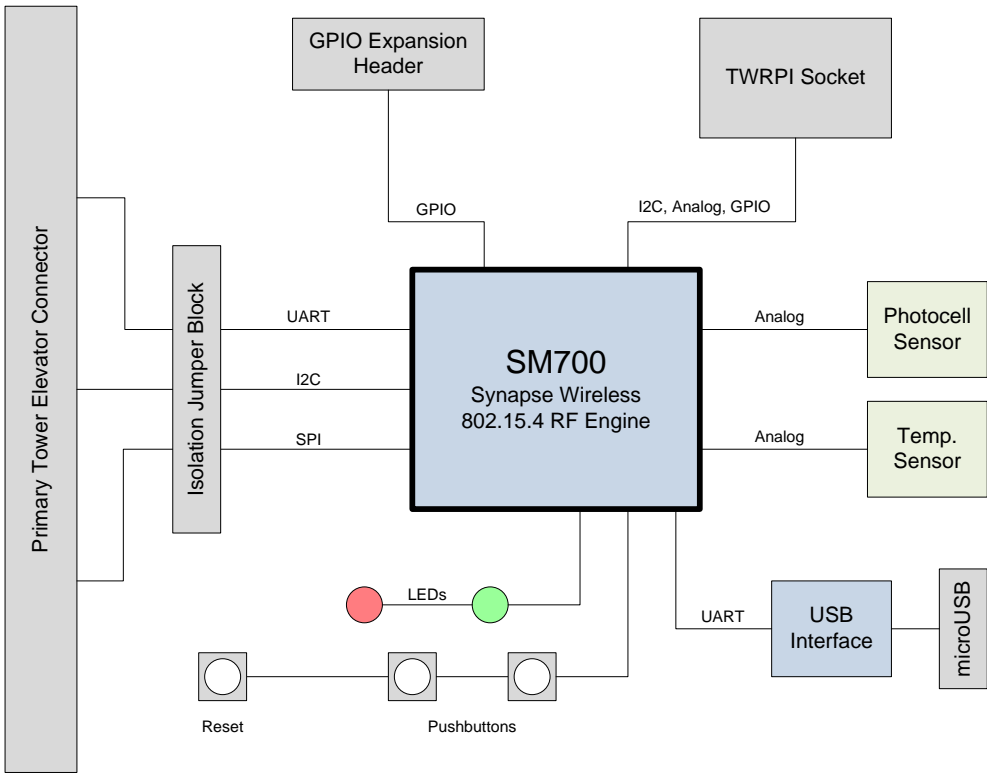 GPIO Expansion
Header
TWRPI Socket
GPIO
I2C, Analog, GPIO
Primary Tower Elevator Connector
Isolation Jumper Block
UART
I2C
SPI
SM700
Synapse Wireless
802.15.4 RF Engine
Analog
Photocell
Sensor
Analog
Temp.
Sensor
LEDs
UART
USB
Interface
microUSB
Reset
Pushbuttons